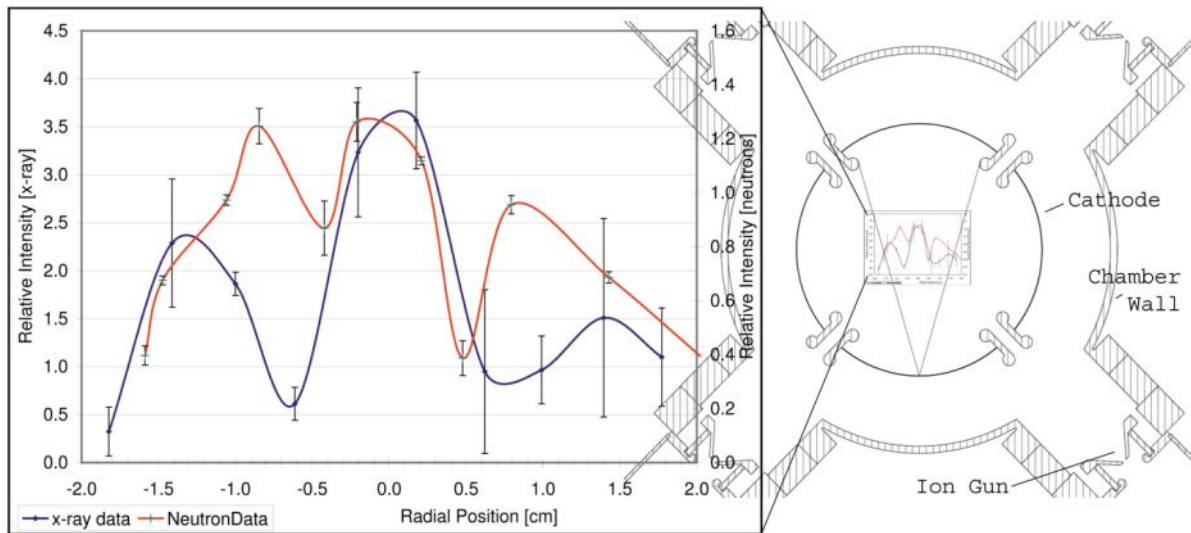 4.5
4.0
3.5
3.0
2.5
2.0
1.5
1.0
0.5
0.0
Relative Intensity [x-ray]
1.6
1.4
1.2
1.0
0.8
0.6
0.4
0.2
0.0
Relative Intensity [neutrons]
-2.0 -1.5 -1.0 -0.5 0.0 0.5 1.0 1.5 2.0
Radial Position [cm]
x-ray data NeutronData
Cathode
Chamber
Wall
Ion Gun